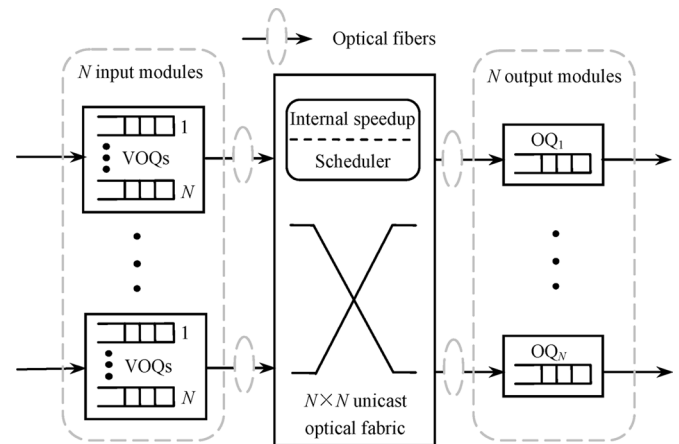 Optical fibers
N input modules
1
VOQs
N
1
VOQs
N
Internal speedup
Scheduler
N×N unicast
optical fabric
N output modules
OQ1
OQN